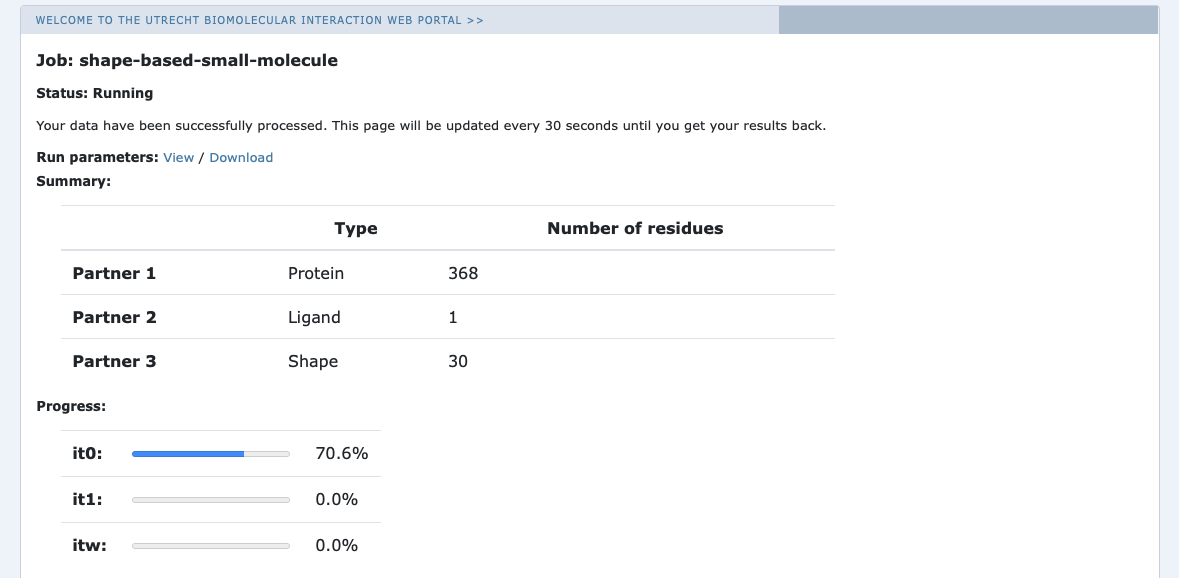 WELCOME TO THE UTRECHT BIOMOLECULAR INTERACTION WEB PORTAL >>
Job: shape-based-small-molecule
Status: Running
Your data have been successfully processed. This page will be updated every 30 seconds until you get your results back.
Run parameters: View / Download
Summary:
Type Number of residues
Partner 1 Protein 368
Partner 2 Ligand 1
Partner 3 Shape 30
Progress:
it0: 70.6%
it1: 0.0%
itw: 0.0%